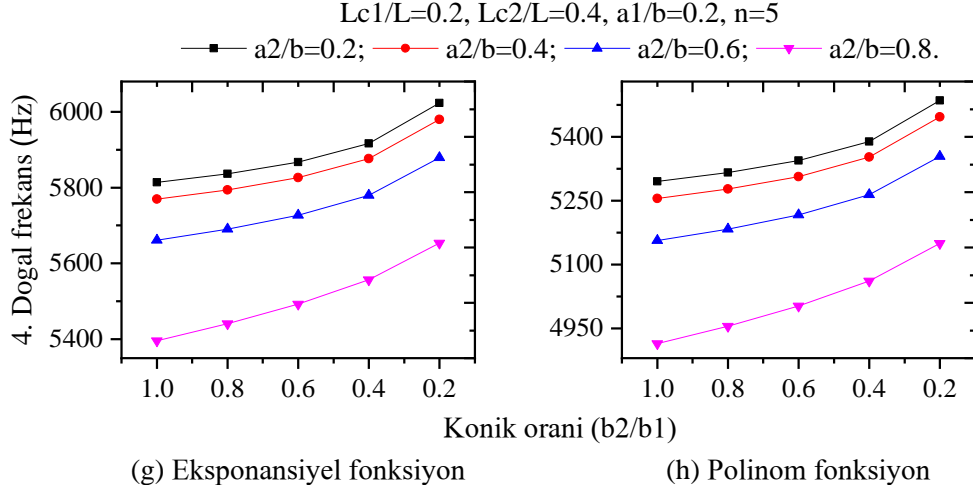 Lc1/L=0.2, Lc2/L=0.4, a1/b=0.2, n=5
a2/b=0.2; a2/b=0.4; a2/b=0.6; a2/b=0.8.
4. Dogal frekans (Hz)
6000
5800
5600
5400
1.0 0.8 0.6 0.4 0.2
5400
5250
5100
4950
1.0 0.8 0.6 0.4 0.2
Konik orani (b2/b1)
(g) Eksponansiyel fonksiyon
(h) Polinom fonksiyon